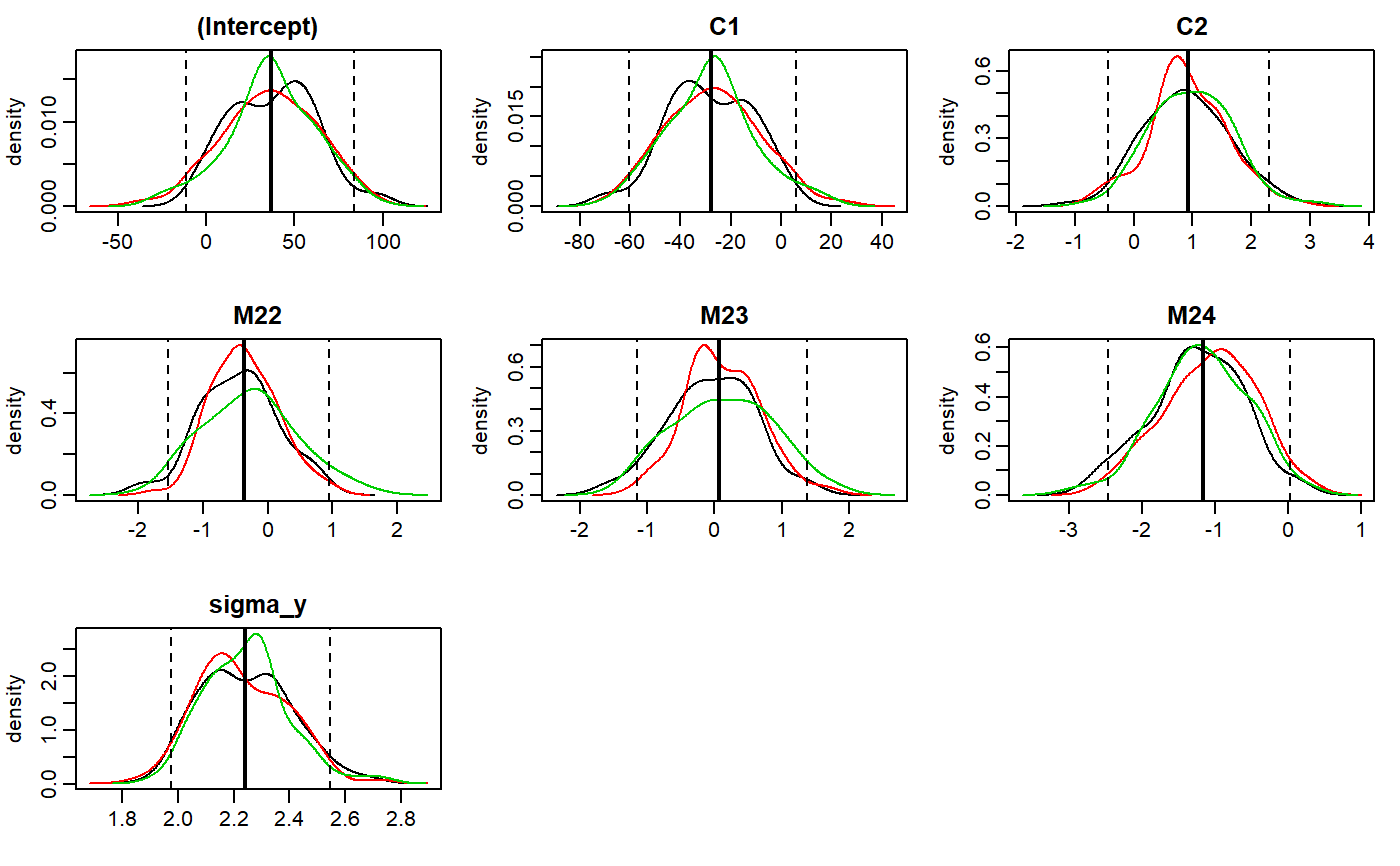 (Intercept)
density
0.000 0.010
-50 0 50 100
C1
density
0.000 0.015
-80 -60 -40 -20 0 20 40
C2
density
0.0 0.3 0.6
-2 -1 0 1 2 3 4
M22
density
0.0 0.4
-2 -1 0 1 2
M23
density
0.0 0.3 0.6
-2 -1 0 1 2
M24
density
0.0 0.2 0.4 0.6
-3 -2 -1 0 1
sigma_y
density
0.0 1.0 2.0
1.8 2.0 2.2 2.4 2.6 2.8